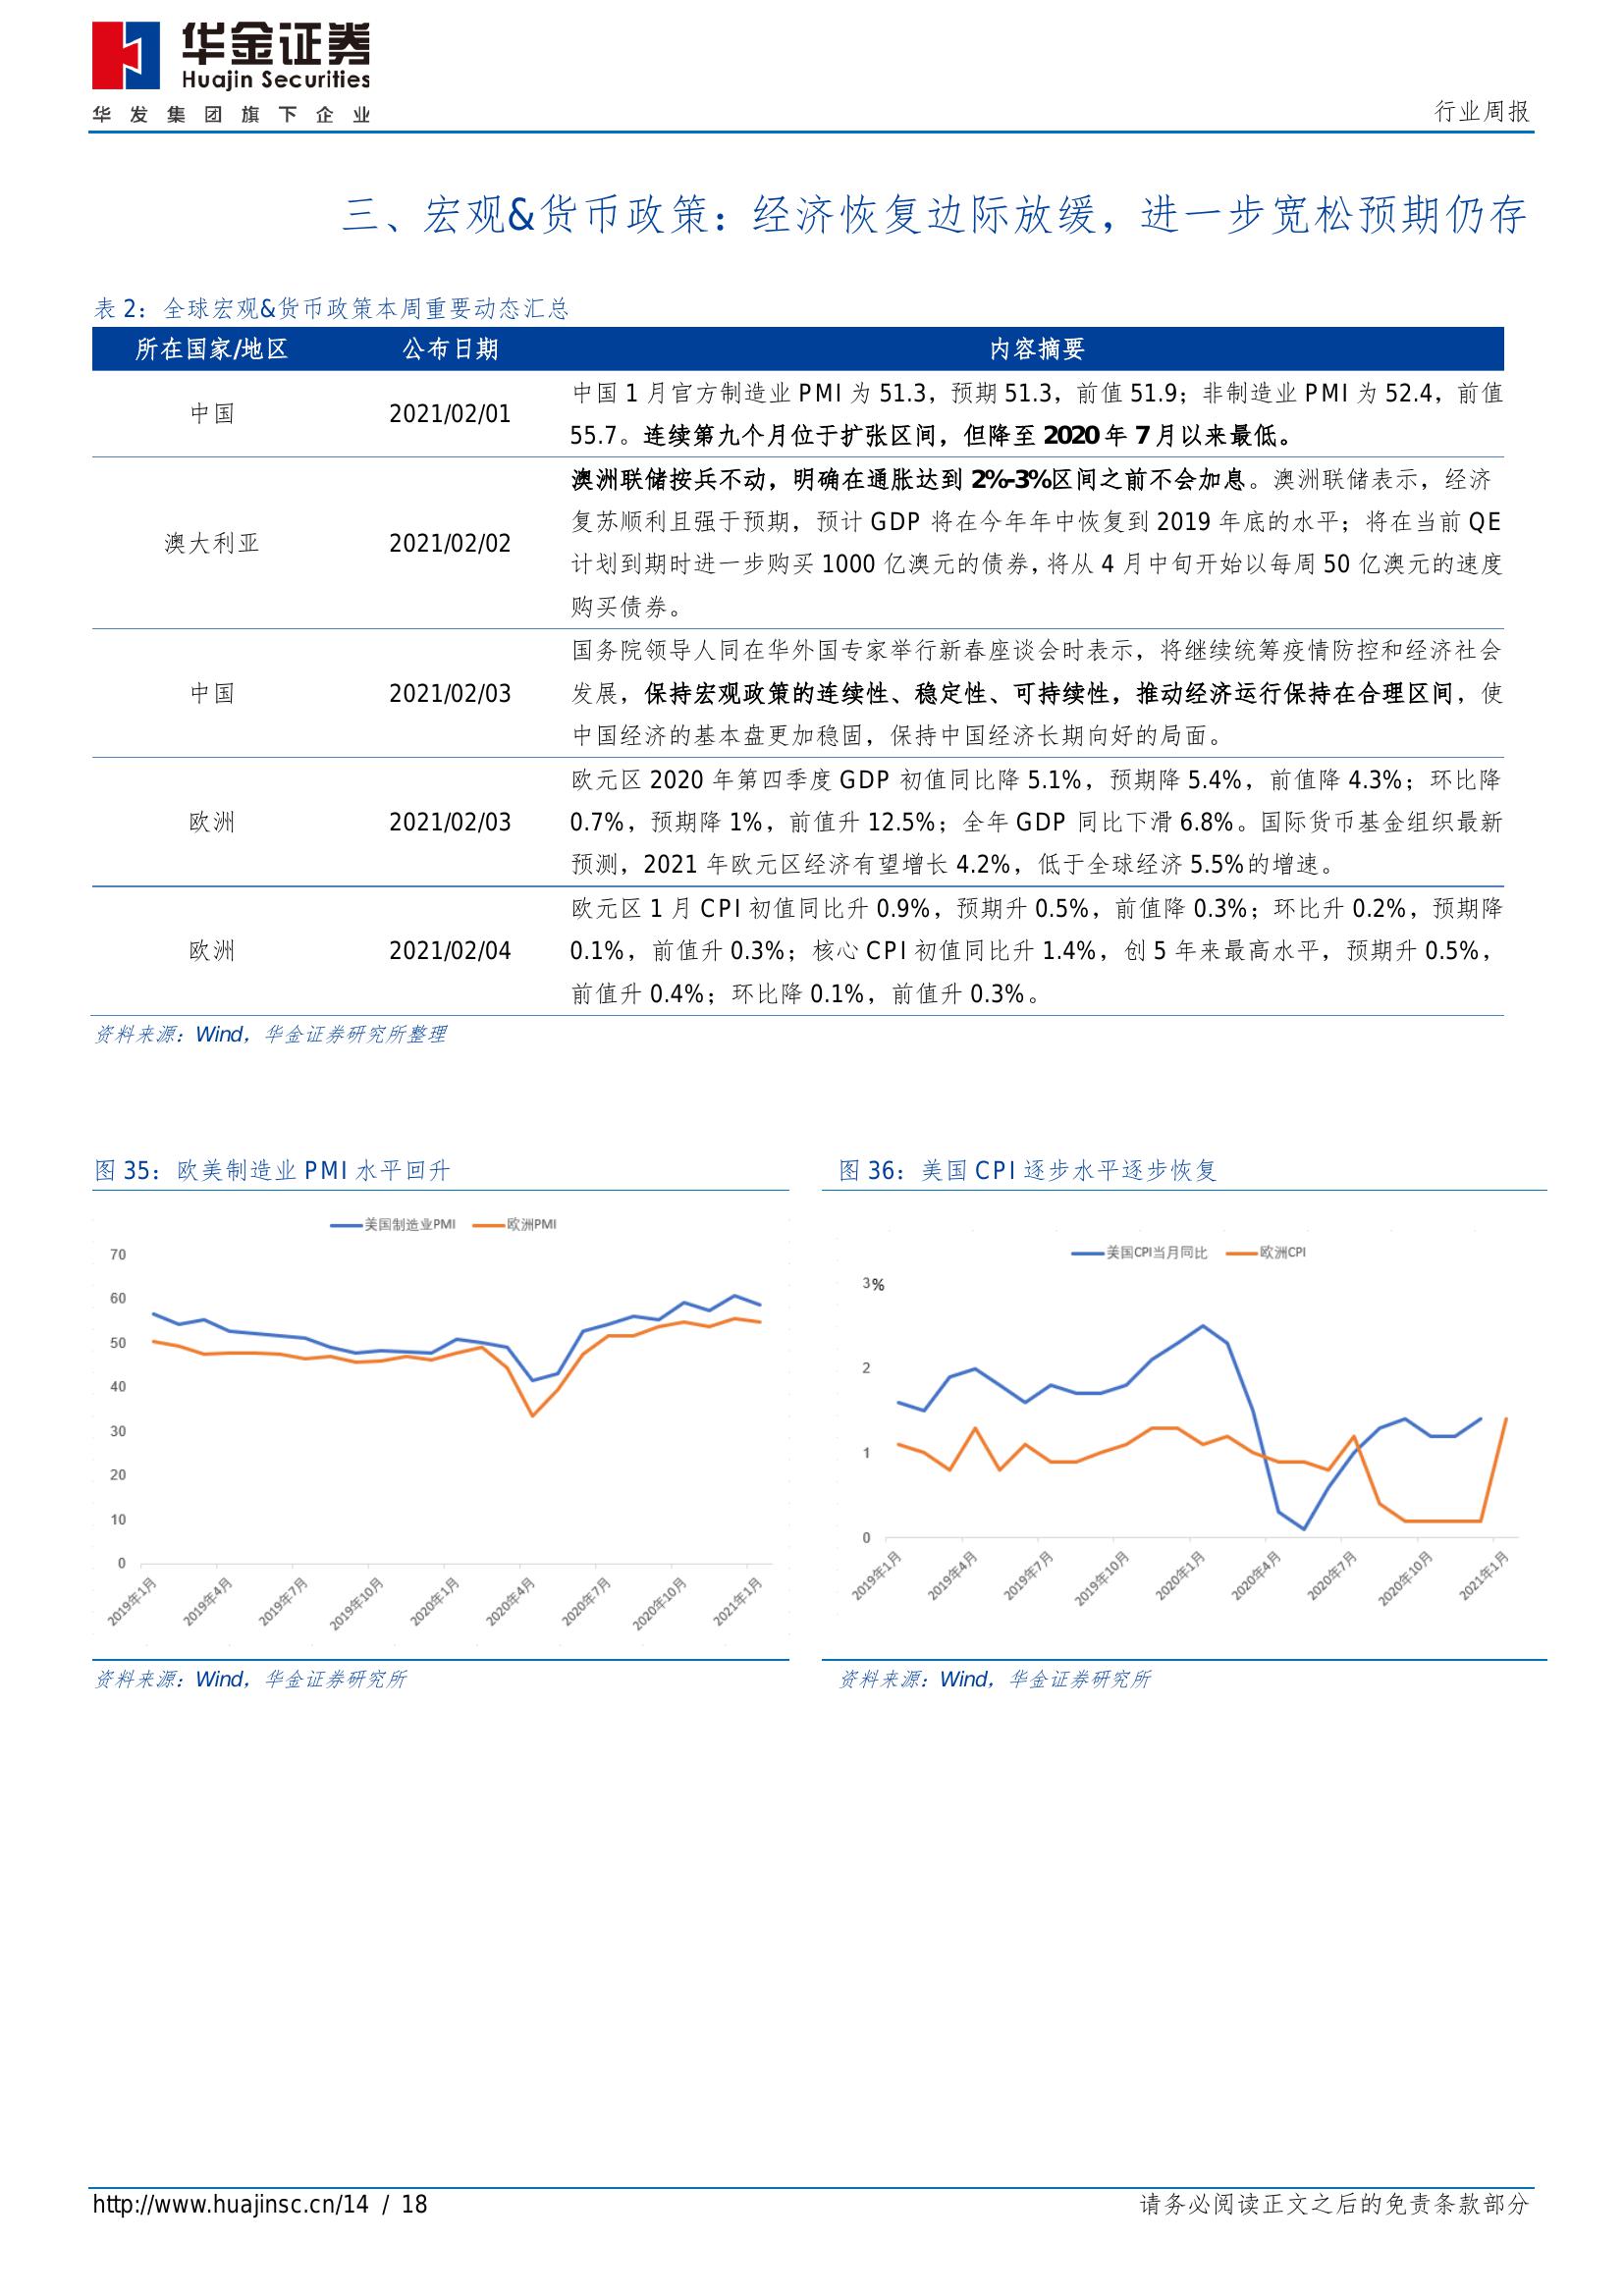 华金证券
Huajin Securities
华发集团旗下企业
行业周报
三、宏观&货币政策：经济恢复边际放缓，进一步宽松预期仍存
表 2：全球宏观&货币政策本周重要动态汇总
所在国家/地区 公布日期 内容摘要
中国 2021/02/01
中国 1 月官方制造业 PMI 为 51.3，预期 51.3，前值 51.9；非制造业 PMI 为 52.4，前值
55.7。连续第九个月位于扩张区间，但降至 2020 年 7 月以来最低。
澳大利亚 2021/02/02
澳洲联储按兵不动，明确在通胀达到 2%-3%区间之前不会加息。澳洲联储表示，经济
复苏顺利且强于预期，预计 GDP 将在今年年中恢复到 2019 年底的水平；将在当前 QE
计划到期时进一步购买 1000 亿澳元的债券，将从 4 月中旬开始以每周 50 亿澳元的速度
购买债券。
中国 2021/02/03
国务院领导人同在华外国专家举行新春座谈会时表示，将继续统筹疫情防控和经济社会
发展，保持宏观政策的连续性、稳定性、可持续性，推动经济运行保持在合理区间，使
中国经济的基本盘更加稳固，保持中国经济长期向好的局面。
欧洲 2021/02/03
欧元区 2020 年第四季度 GDP 初值同比降 5.1%，预期降 5.4%，前值降 4.3%；环比降
0.7%，预期降 1%，前值升 12.5%；全年 GDP 同比下滑 6.8%。国际货币基金组织最新
预测，2021 年欧元区经济有望增长 4.2%，低于全球经济 5.5%的增速。
欧洲 2021/02/04
欧元区 1 月 CPI 初值同比升 0.9%，预期升 0.5%，前值降 0.3%；环比升 0.2%，预期降
0.1%，前值升 0.3%；核心 CPI 初值同比升 1.4%，创 5 年来最高水平，预期升 0.5%，
前值升 0.4%；环比降 0.1%，前值升 0.3%。
资料来源：Wind，华金证券研究所整理
图 35：欧美制造业 PMI 水平回升
美国制造业PMI 欧洲PMI
70
60
50
40
30
20
10
0
2019年1月 2019年4月 2019年7月 2019年10月 2020年1月 2020年4月 2020年7月 2020年10月 2021年1月
资料来源：Wind，华金证券研究所
图 36：美国 CPI 逐步水平逐步恢复
美国CPI当月同比 欧洲CPI
3%
2
1
0
2019年1月 2019年4月 2019年7月 2019年10月 2020年1月 2020年4月 2020年7月 2020年10月 2021年1月
资料来源：Wind，华金证券研究所
http://www.huajinsc.cn/14 / 18
请务必阅读正文之后的免责条款部分